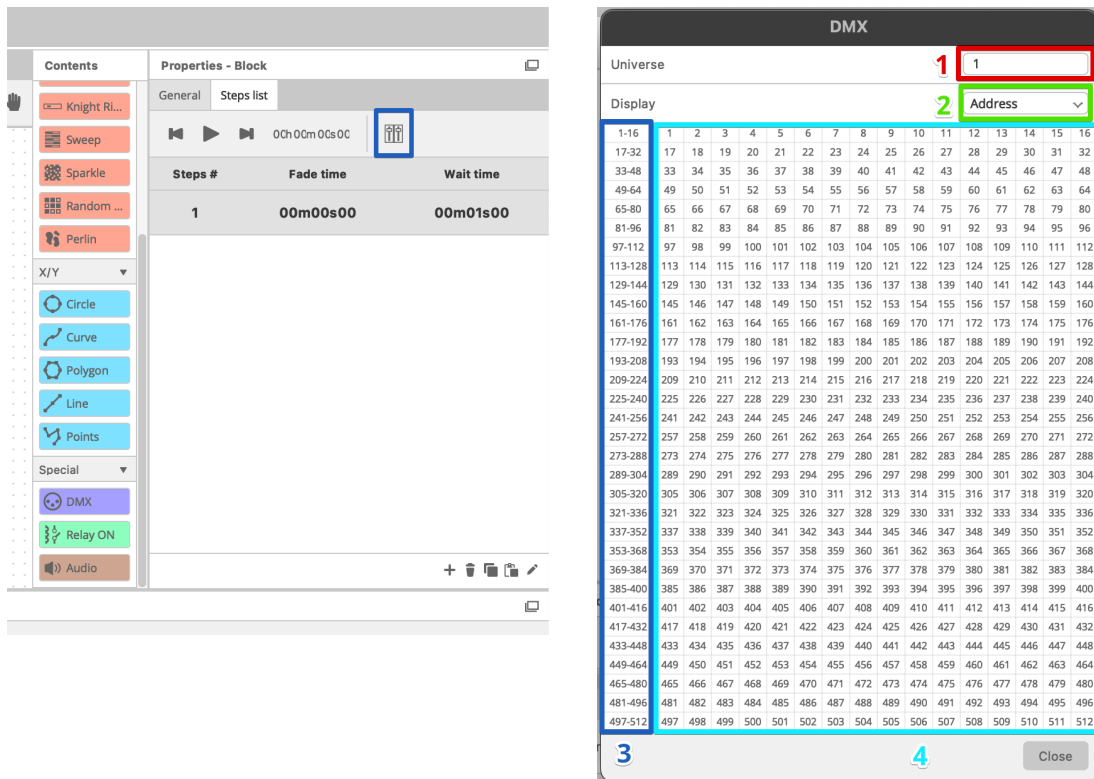 Contents
Knight Ri...
Sweep
Sparkle
Random ...
Perlin
X/Y
Circle
Curve
Polygon
Line
Points
Special
DMX
Relay ON
Audio
Properties - Block
General Steps list
00h 00m 00s 00
Steps # Fade time Wait time
1 00m00s00 00m01s00
DMX
Universe 1 1
Display 2 Address
1-16 1 2 3 4 5 6 7 8 9 10 11 12 13 14 15 16
17-32 17 18 19 20 21 22 23 24 25 26 27 28 29 30 31 32
33-48 33 34 35 36 37 38 39 40 41 42 43 44 45 46 47 48
49-64 49 50 51 52 53 54 55 56 57 58 59 60 61 62 63 64
65-80 65 66 67 68 69 70 71 72 73 74 75 76 77 78 79 80
81-96 81 82 83 84 85 86 87 88 89 90 91 92 93 94 95 96
97-112 97 98 99 100 101 102 103 104 105 106 107 108 109 110 111 112
113-128 113 114 115 116 117 118 119 120 121 122 123 124 125 126 127 128
129-144 129 130 131 132 133 134 135 136 137 138 139 140 141 142 143 144
145-160 145 146 147 148 149 150 151 152 153 154 155 156 157 158 159 160
161-176 161 162 163 164 165 166 167 168 169 170 171 172 173 174 175 176
177-192 177 178 179 180 181 182 183 184 185 186 187 188 189 190 191 192
193-208 193 194 195 196 197 198 199 200 201 202 203 204 205 206 207 208
209-224 209 210 211 212 213 214 215 216 217 218 219 220 221 222 223 224
225-240 225 226 227 228 229 230 231 232 233 234 235 236 237 238 239 240
241-256 241 242 243 244 245 246 247 248 249 250 251 252 253 254 255 256
257-272 257 258 259 260 261 262 263 264 265 266 267 268 269 270 271 272
273-288 273 274 275 276 277 278 279 280 281 282 283 284 285 286 287 288
289-304 289 290 291 292 293 294 295 296 297 298 299 300 301 302 303 304
305-320 305 306 307 308 309 310 311 312 313 314 315 316 317 318 319 320
321-336 321 322 323 324 325 326 327 328 329 330 331 332 333 334 335 336
337-352 337 338 339 340 341 342 343 344 345 346 347 348 349 350 351 352
353-368 353 354 355 356 357 358 359 360 361 362 363 364 365 366 367 368
369-384 369 370 371 372 373 374 375 376 377 378 379 380 381 382 383 384
385-400 385 386 387 388 389 390 391 392 393 394 395 396 397 398 399 400
401-416 401 402 403 404 405 406 407 408 409 410 411 412 413 414 415 416
417-432 417 418 419 420 421 422 423 424 425 426 427 428 429 430 431 432
433-448 433 434 435 436 437 438 439 440 441 442 443 444 445 446 447 448
449-464 449 450 451 452 453 454 455 456 457 458 459 460 461 462 463 464
465-480 465 466 467 468 469 470 471 472 473 474 475 476 477 478 479 480
481-496 481 482 483 484 485 486 487 488 489 490 491 492 493 494 495 496
497-512 497 498 499 500 501 502 503 504 505 506 507 508 509 510 511 512
3 4 Close